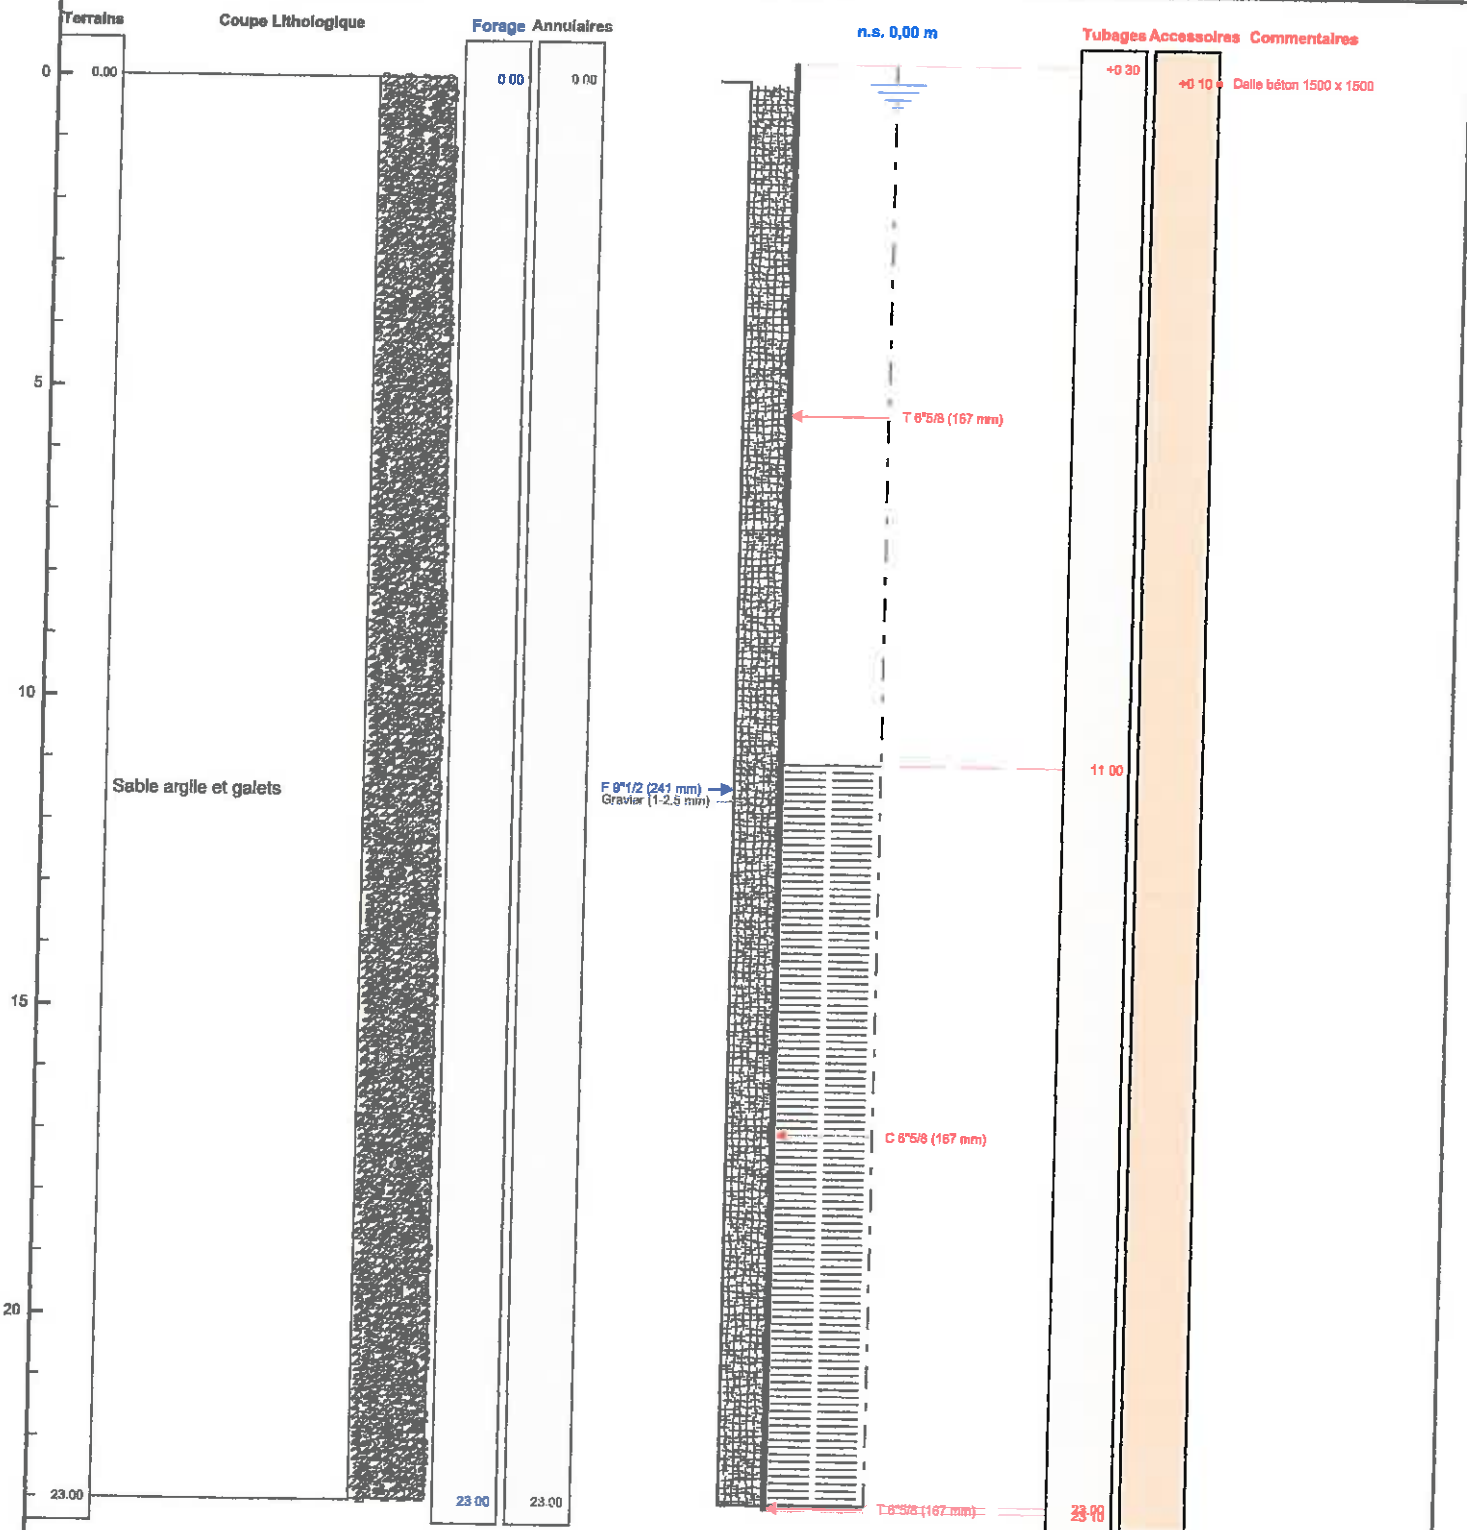 Terrains Coupe Lithologique Forage Annulaires n.s. 0,00 m Tubages Accessoires Commentaires
0 0.00 0 00 0 00 +0 30 +0 10 Dalle béton 1500 x 1500
5
T 6"5/8 (167 mm)
10
11 00
Sable argile et galets F 9"1/2 (241 mm)
Gravier (1-2.5 mm)
15
C 6"5/8 (167 mm)
20
23.00 23 00 23.00 T 6"5/8 (167 mm) 23.00
23 10